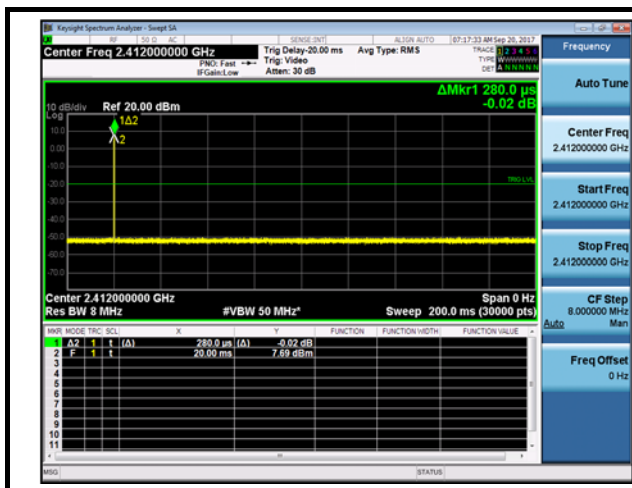 Keysight Spectrum Analyzer - Swept SA
RF 50 Ω AC SENSE:INT ALIGN AUTO 07:17:33 AM Sep 20, 2017
Center Freq 2.412000000 GHz
PNO: Fast
IFGain:Low
Trig Delay-20.00 ms
Trig: Video
Atten: 30 dB
Avg Type: RMS
TRACE 1 2 3 4 5 6
TYPE WWWWWW
DET A N N N N N
ΔMkr1 280.0 µs
-0.02 dB
10 dB/div Ref 20.00 dBm
Log
1Δ2
2
10.0
0.00
-10.0
TRIG LVL
-20.0
-30.0
-40.0
-50.0
-60.0
-70.0
Center 2.412000000 GHz Span 0 Hz
Res BW 8 MHz #VBW 50 MHz* Sweep 200.0 ms (30000 pts)
MKR MODE TRC SCL X Y FUNCTION FUNCTION WIDTH FUNCTION VALUE
1 Δ2 1 t (Δ) 280.0 µs (Δ) -0.02 dB
2 F 1 t 20.00 ms 7.69 dBm
3
4
5
6
7
8
9
10
11
MSG STATUS
Frequency
Auto Tune
Center Freq
2.412000000 GHz
Start Freq
2.412000000 GHz
Stop Freq
2.412000000 GHz
CF Step
8.000000 MHz
Auto Man
Freq Offset
0 Hz